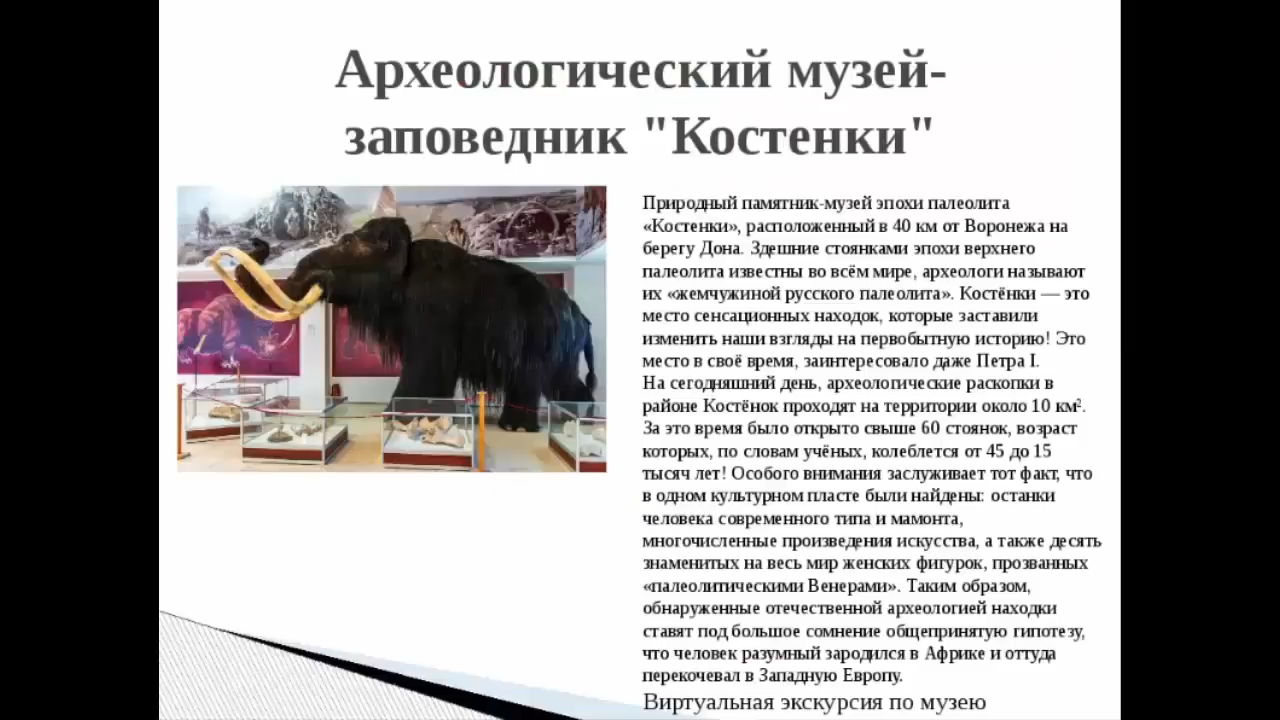 Археологический музей-
заповедник "Костенки"
Природный памятник-музей эпохи палеолита
«Костенки», расположенный в 40 км от Воронежа на
берегу Дона. Здешние стоянками эпохи верхнего
палеолита известны во всём мире, археологи называют
их «жемчужиной русского палеолита». Костёнки — это
место сенсационных находок, которые заставили
изменить наши взгляды на первобытную историю! Это
место в своё время, заинтересовало даже Петра I.
На сегодняшний день, археологические раскопки в
районе Костёнок проходят на территории около 10 км².
За это время было открыто свыше 60 стоянок, возраст
которых, по словам учёных, колеблется от 45 до 15
тысяч лет! Особого внимания заслуживает тот факт, что
в одном культурном пласте были найдены: останки
человека современного типа и мамонта,
многочисленные произведения искусства, а также десять
знаменитых на весь мир женских фигурок, прозванных
«палеолитическими Венерами». Таким образом,
обнаруженные отечественной археологией находки
ставят под большое сомнение общепринятую гипотезу,
что человек разумный зародился в Африке и оттуда
перекочевал в Западную Европу.
Виртуальная экскурсия по музею